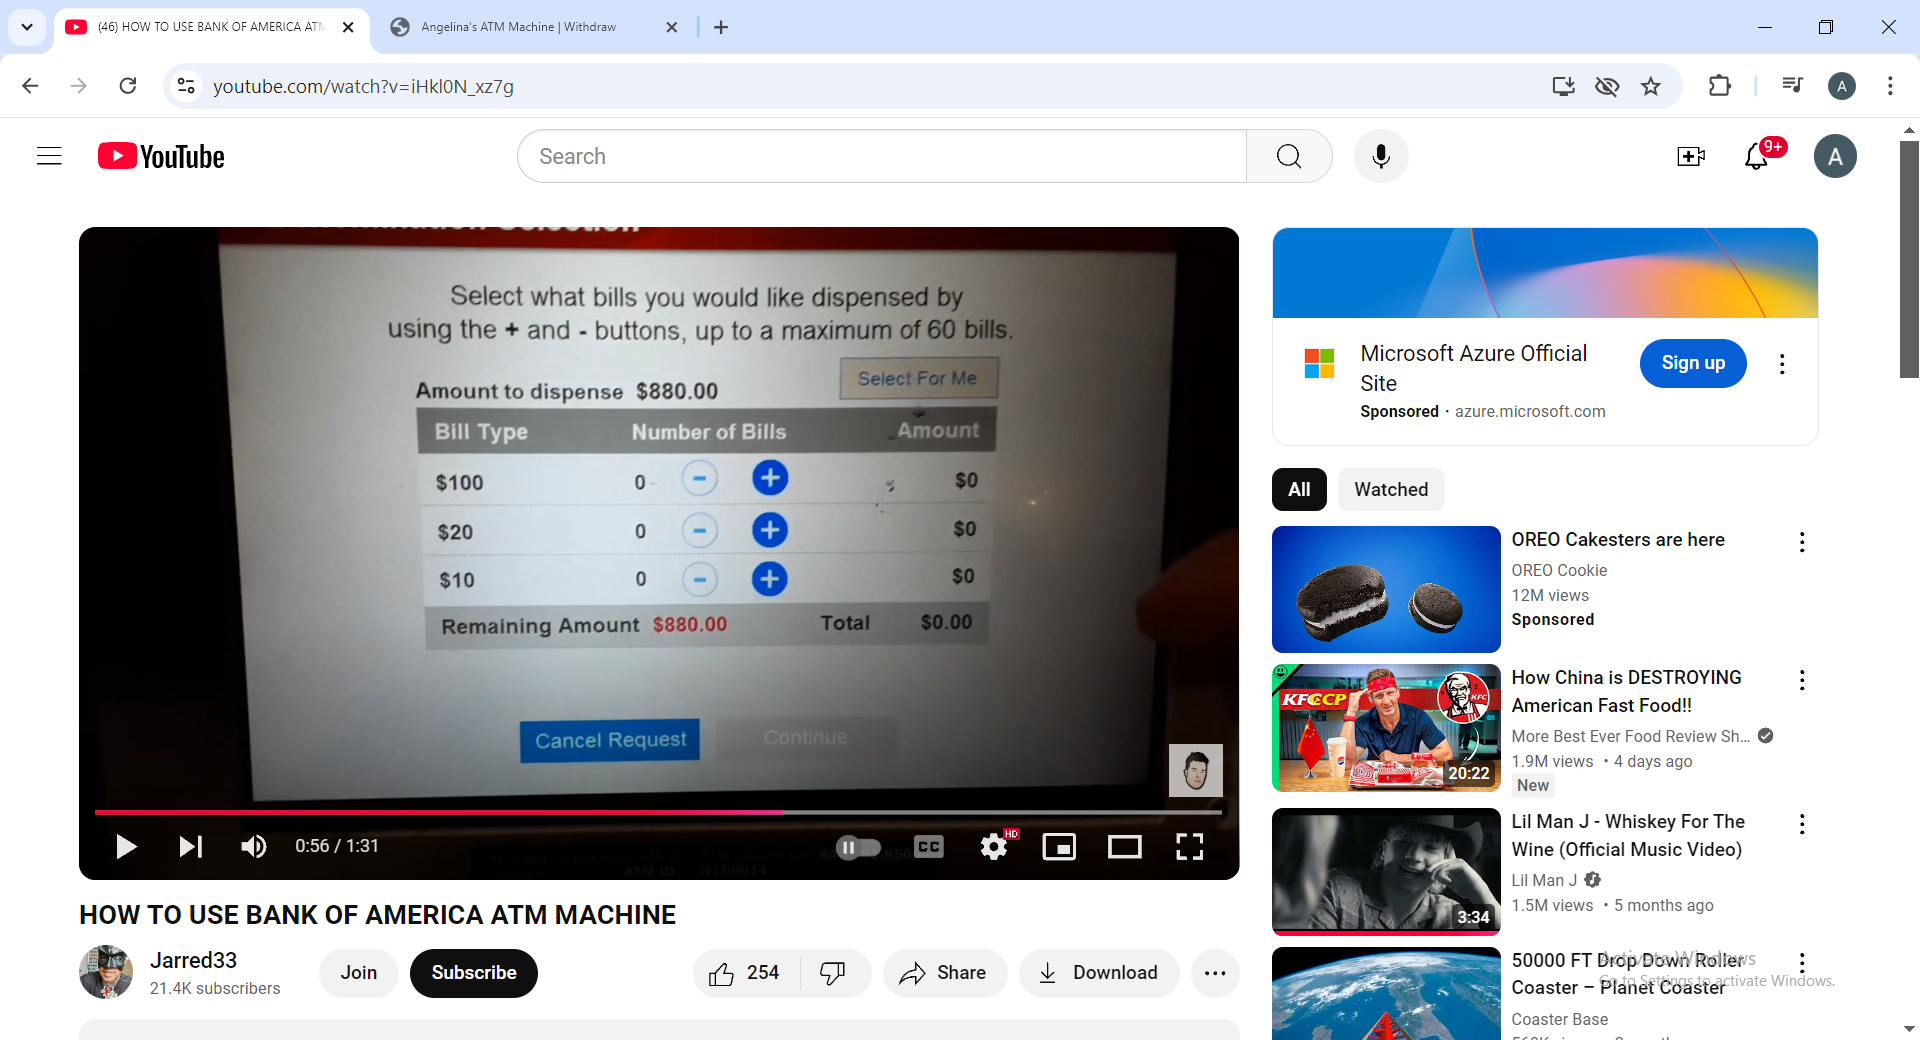 (46) HOW TO USE BANK OF AMERICA ATM
Angelina's ATM Machine | Withdraw
youtube.com/watch?v=iHkl0N_xz7g
A
YouTube
Search
9+
A
Select what bills you would like dispensed by
using the + and - buttons, up to a maximum of 60 bills.
Select For Me
Amount to dispense $880.00
Bill Type Number of Bills Amount
$100 0 - + $0
$20 0 - + $0
$10 0 - + $0
Remaining Amount $880.00 Total $0.00
Cancel Request Continue
0:56 / 1:31
CC
HD
HOW TO USE BANK OF AMERICA ATM MACHINE
Jarred33
21.4K subscribers
Join
Subscribe
254
Share
Download
Microsoft Azure Official
Site
Sponsored · azure.microsoft.com
Sign up
All
Watched
OREO Cakesters are here
OREO Cookie
12M views
Sponsored
KFCCP
KFC
20:22
How China is DESTROYING
American Fast Food!!
More Best Ever Food Review Sh...
1.9M views • 4 days ago
New
3:34
Lil Man J - Whiskey For The
Wine (Official Music Video)
Lil Man J
1.5M views • 5 months ago
50000 FT Drop Down Roller
Coaster – Planet Coaster
Coaster Base
Activate Windows
Go to Settings to activate Windows.